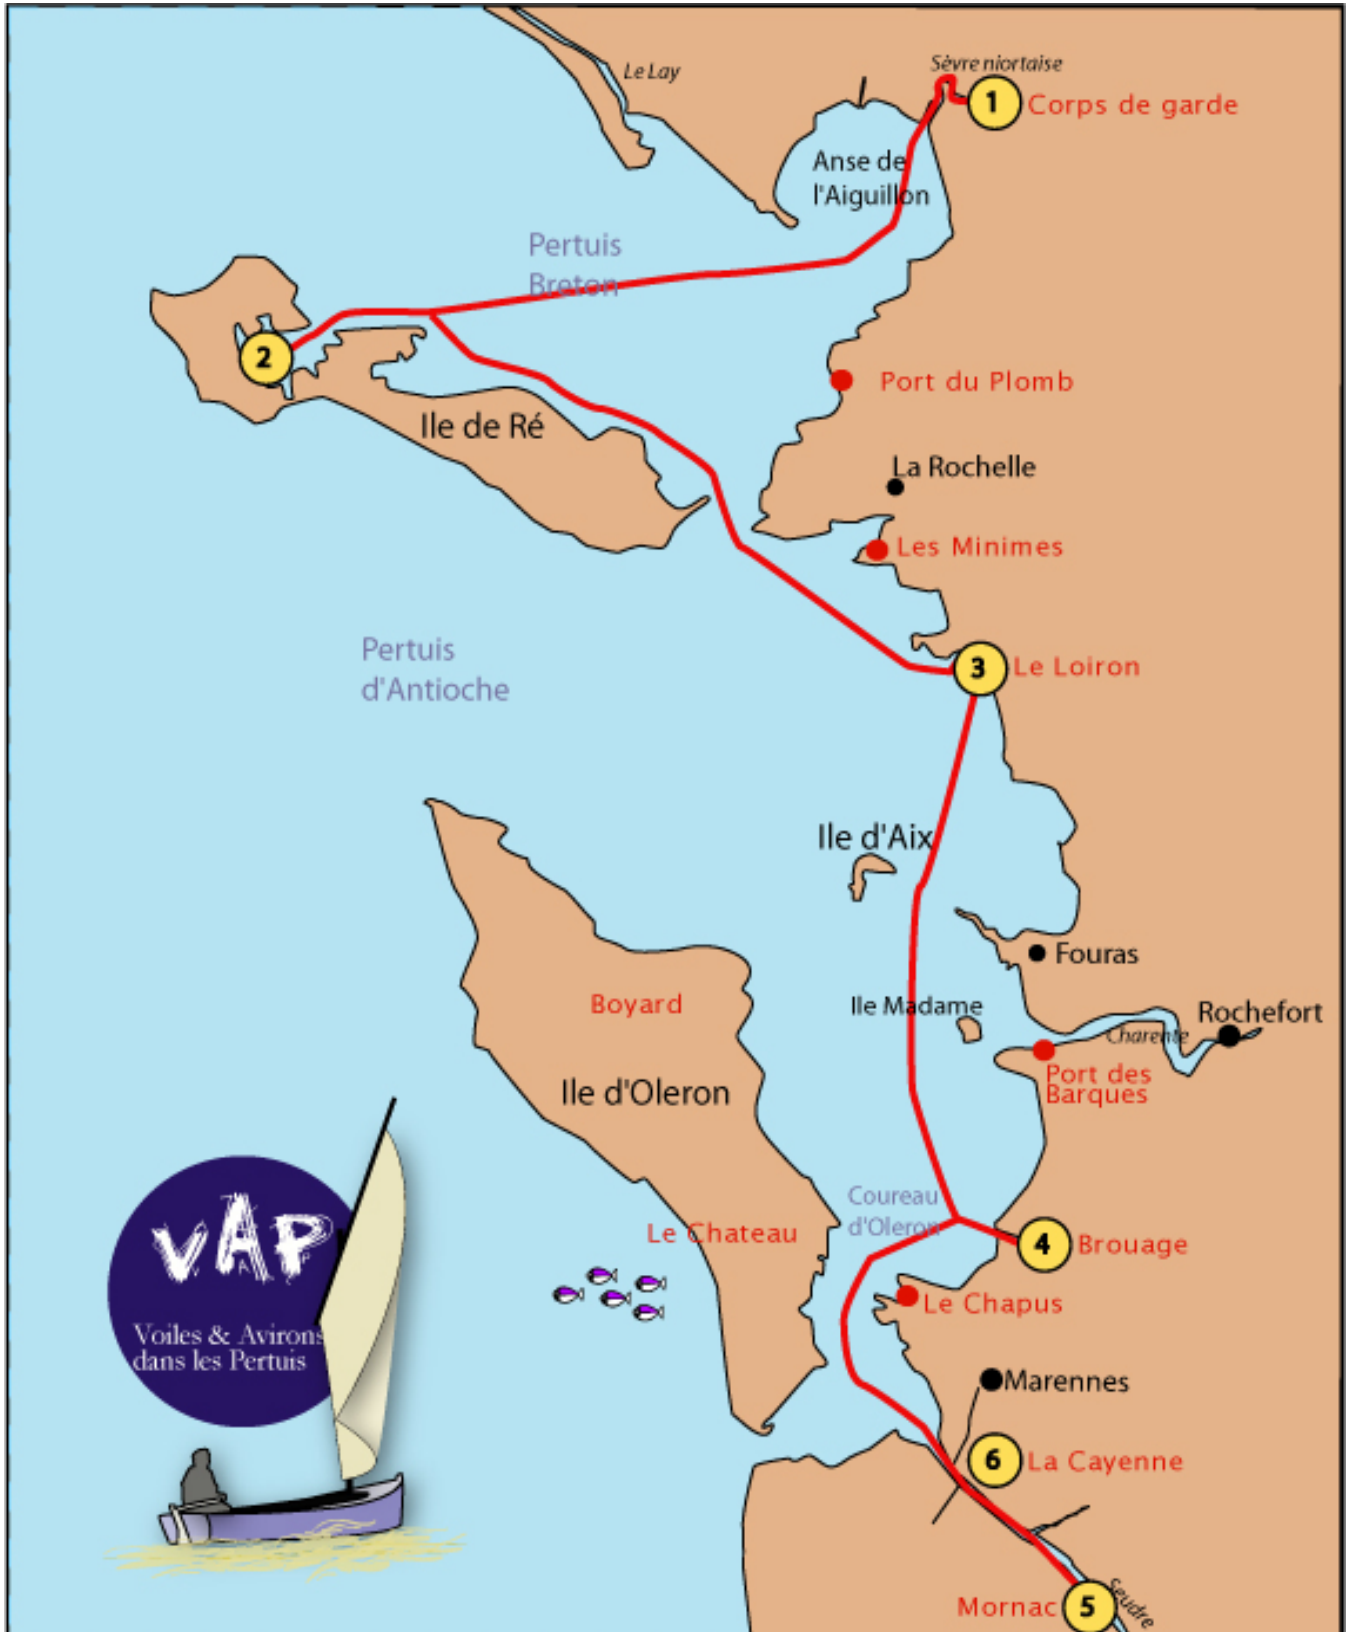 Sèvre niortaise
Le Lay
1
Corps de garde
Anse de
l'Aiguillon
Pertuis
Breton
2
Port du Plomb
Ile de Ré
La Rochelle
Les Minimes
Pertuis
d'Antioche
3
Le Loiron
Ile d'Aix
Fouras
Boyard
Ile Madame
Rochefort
Charente
Port des
Barques
Ile d'Oleron
Coureau
d'Oleron
Le Chateau
4
Brouage
VAP
V A P
Voiles & Avirons
dans les Pertuis
Le Chapus
Marennes
6
La Cayenne
Mornac
5
Seudre